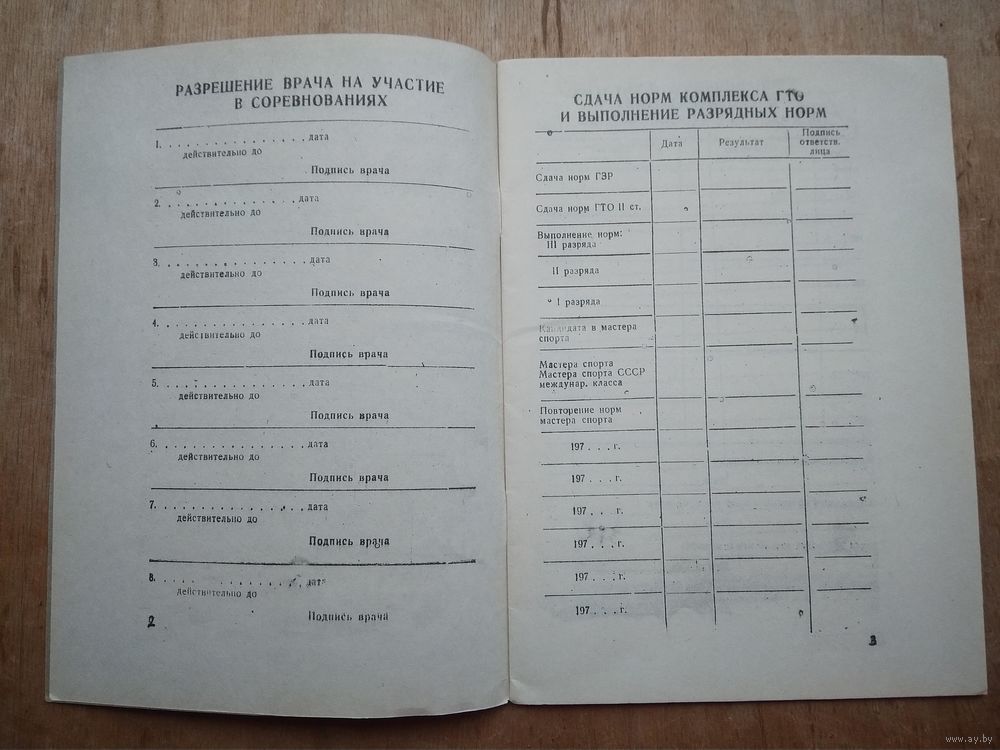 РАЗРЕШЕНИЕ ВРАЧА НА УЧАСТИЕ
В СОРЕВНОВАНИЯХ
1. . . . . . . . . . . . . . . . дата
действительно до
Подпись врача
2. . . . . . . . . . . . . . . . дата
действительно до
Подпись врача
3. . . . . . . . . . . . . . . . дата
действительно до
Подпись врача
4. . . . . . . . . . . . . . . . дата
действительно до
Подпись врача
5. . . . . . . . . . . . . . . . дата
действительно до
Подпись врача
6. . . . . . . . . . . . . . . . дата
действительно до
Подпись врача
7. . . . . . . . . . . . . . . . дата
действительно до
Подпись врача
8. . . . . . . . . . . . . . . . дата
действительно до
Подпись врача
2
СДАЧА НОРМ КОМПЛЕКСА ГТО
И ВЫПОЛНЕНИЕ РАЗРЯДНЫХ НОРМ
Дата Результат Подпись
ответств.
лица
Сдача норм ГЗР
Сдача норм ГТО II ст.
Выполнение норм:
III разряда
II разряда
I разряда
Кандидата в мастера
спорта
Мастера спорта
Мастера спорта СССР
междунар. класса
Повторение норм
мастера спорта
197 . . . г.
197 . . . г.
197 . . . г.
197 . . . г.
197 . . . г.
197 . . . г.
3
www.ay.by